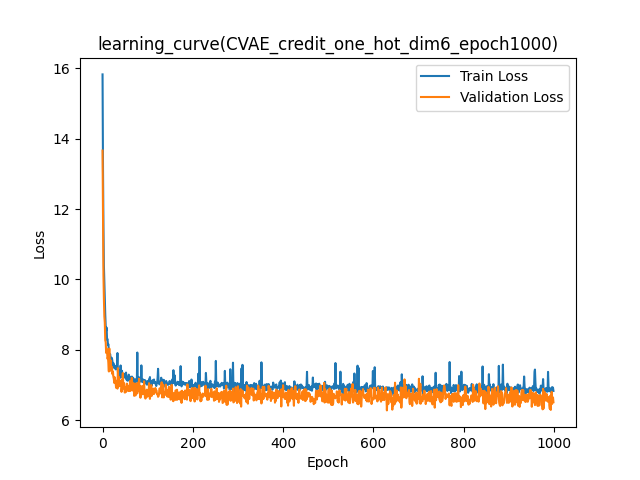 learning_curve(CVAE_credit_one_hot_dim6_epoch1000)
Train Loss
Validation Loss
16
14
12
10
8
6
Loss
0 200 400 600 800 1000
Epoch